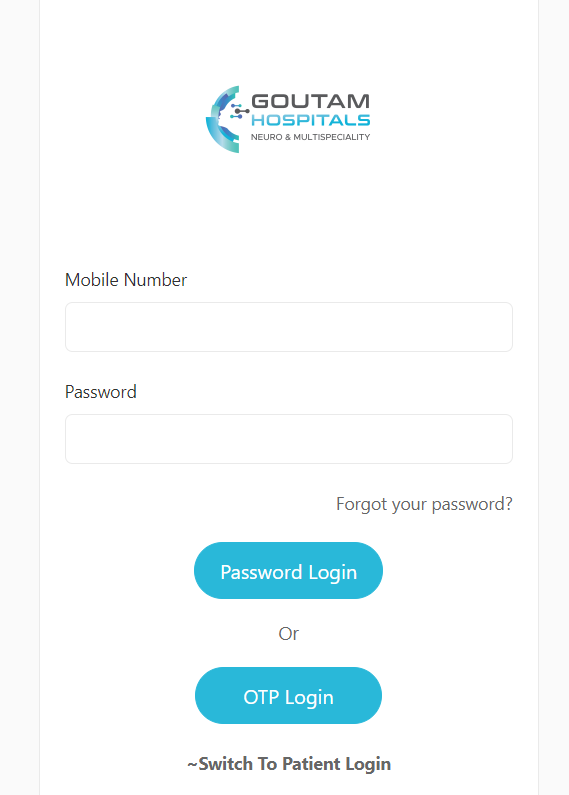 GOUTAM
HOSPITALS
NEURO & MULTISPECIALITY
Mobile Number
Password
Forgot your password?
Password Login
Or
OTP Login
~Switch To Patient Login